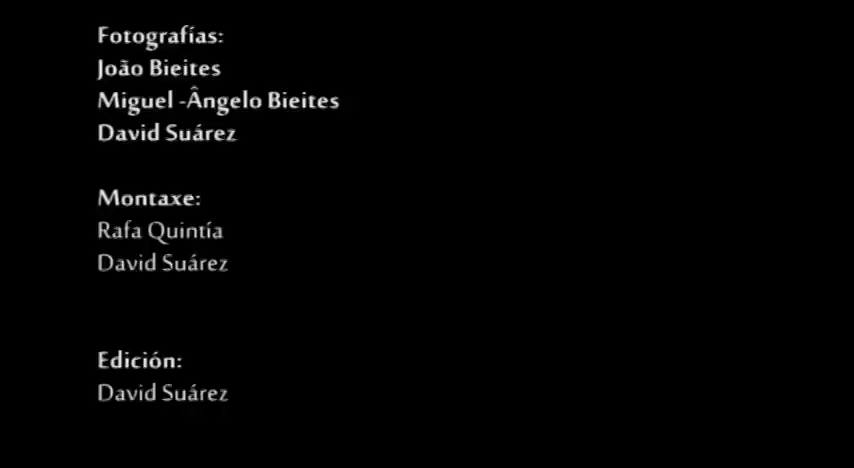 Fotografías:
João Bieites
Miguel -Ângelo Bieites
David Suárez
Montaxe:
Rafa Quintía
David Suárez
Edición:
David Suárez